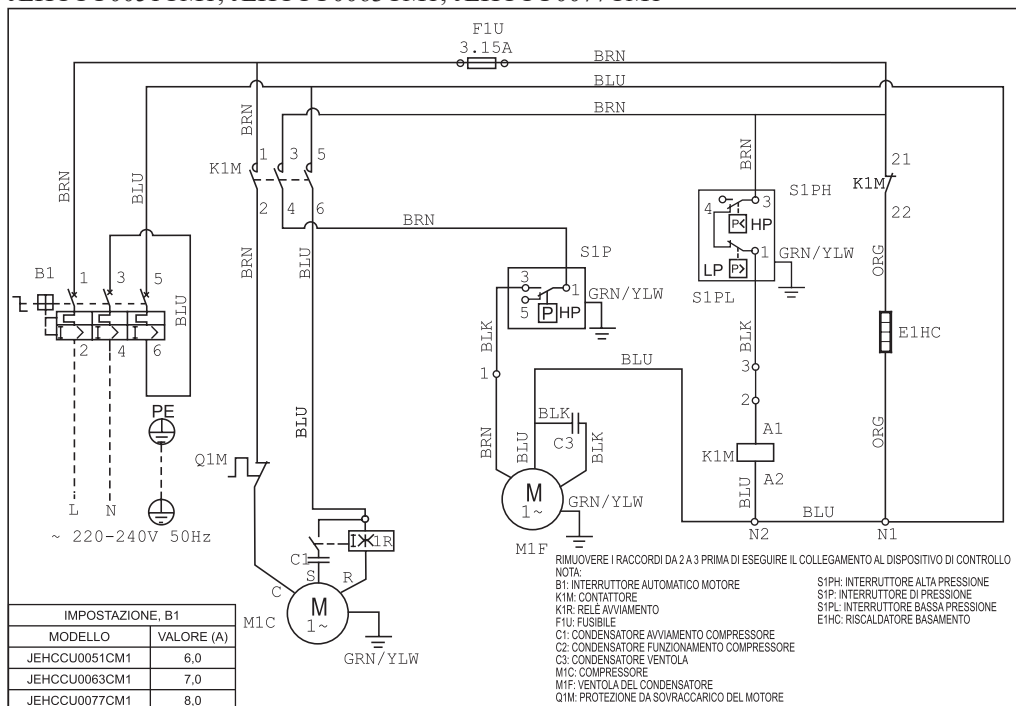 F1U
3.15A
BRN
BLU
BRN
BRN
BRN
BLU
BRN
K1M
1 3 5
2 4 6
BRN
BRN
BLU
21
K1M
22
S1PH
4 3
P< HP
1
LP P>
GRN/YLW
S1PL
ORG
B1
1 3 5
BLU
2 4 6
S1P
3
1
5 P HP
GRN/YLW
BLK
1
BLK
3
2
E1HC
BLU
PE
BLU
BLK
C3
BRN
BLU
BLK
A1
K1M
A2
BLU
ORG
Q1M
M
1~
GRN/YLW
M1F
BLU
N2 N1
L N
~ 220-240V 50Hz
1R
C1
S
C R
M
1~
M1C
GRN/YLW
RIMUOVERE I RACCORDI DA 2 A 3 PRIMA DI ESEGUIRE IL COLLEGAMENTO AL DISPOSITIVO DI CONTROLLO
NOTA:
B1: INTERRUTTORE AUTOMATICO MOTORE
K1M: CONTATTORE
K1R: RELÈ AVVIAMENTO
F1U: FUSIBILE
C1: CONDENSATORE AVVIAMENTO COMPRESSORE
C2: CONDENSATORE FUNZIONAMENTO COMPRESSORE
C3: CONDENSATORE VENTOLA
M1C: COMPRESSORE
M1F: VENTOLA DEL CONDENSATORE
Q1M: PROTEZIONE DA SOVRACCARICO DEL MOTORE
S1PH: INTERRUTTORE ALTA PRESSIONE
S1P: INTERRUTTORE DI PRESSIONE
S1PL: INTERRUTTORE BASSA PRESSIONE
E1HC: RISCALDATORE BASAMENTO
IMPOSTAZIONE, B1
MODELLO VALORE (A)
JEHCCU0051CM1 6,0
JEHCCU0063CM1 7,0
JEHCCU0077CM1 8,0